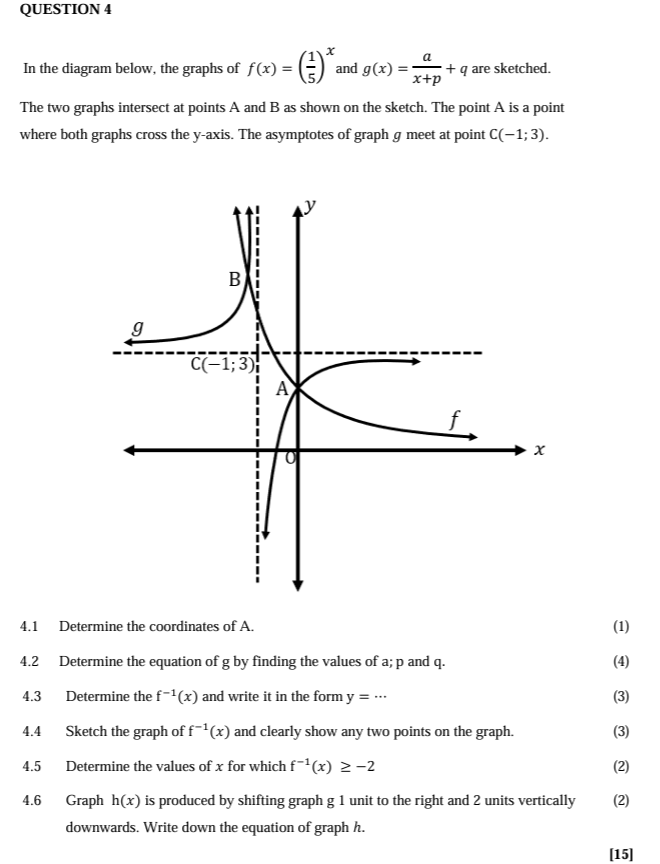 QUESTION 4
In the diagram below, the graphs of f(x) = (1/5)^x and g(x) = a/(x+p) + q are sketched.
The two graphs intersect at points A and B as shown on the sketch. The point A is a point
where both graphs cross the y-axis. The asymptotes of graph g meet at point C(−1; 3).
y
B
g
C(−1; 3)
A
f
x
O
4.1 Determine the coordinates of A. (1)
4.2 Determine the equation of g by finding the values of a; p and q. (4)
4.3 Determine the f⁻¹(x) and write it in the form y = ⋯ (3)
4.4 Sketch the graph of f⁻¹(x) and clearly show any two points on the graph. (3)
4.5 Determine the values of x for which f⁻¹(x) ≥ −2 (2)
4.6 Graph h(x) is produced by shifting graph g 1 unit to the right and 2 units vertically (2)
downwards. Write down the equation of graph h.
[15]